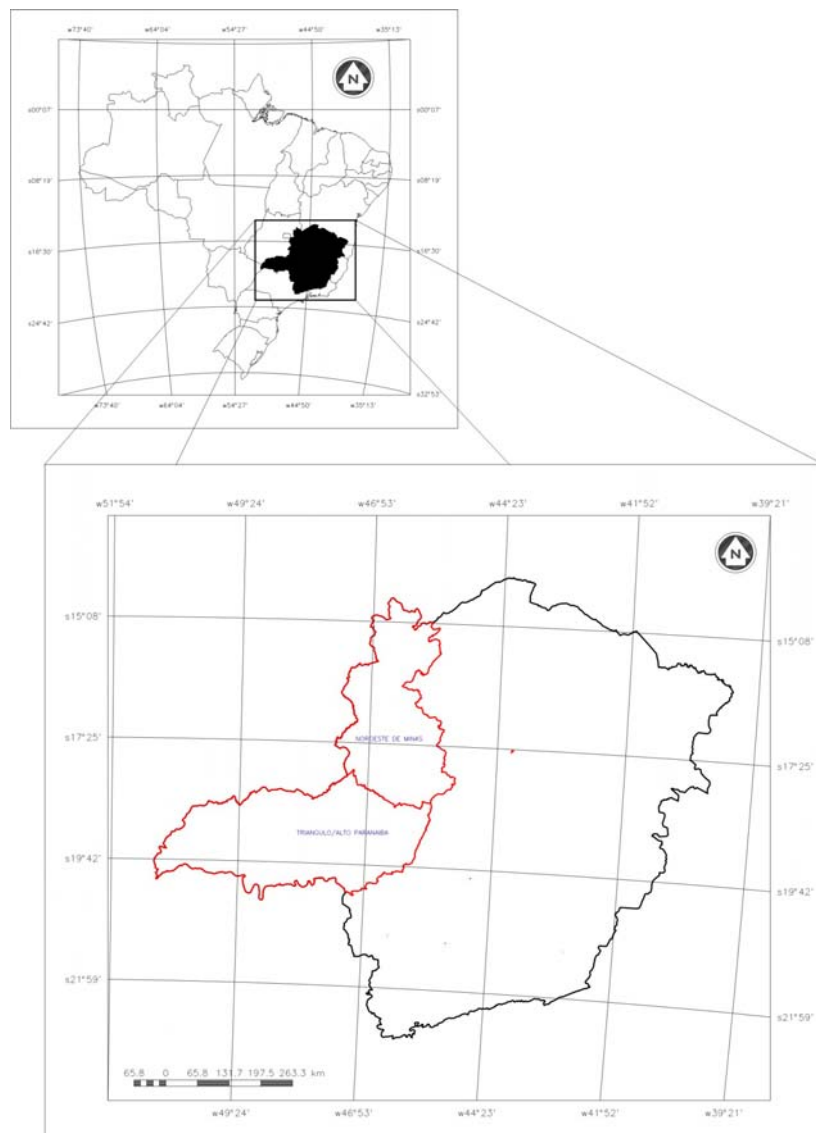 w73°40' w64°04' w54°27' w44°50' w35°13'
N
s00°07' s00°07'
s08°19' s08°19'
s16°30' s16°30'
s24°42' s24°42'
s32°53'
w73°40' w64°04' w54°27' w44°50' w35°13'
w51°54' w49°24' w46°53' w44°23' w41°52' w39°21'
N
s15°08' s15°08'
s17°25' NOROESTE DE MINAS s17°25'
TRIANGULO/ALTO PARANAIBA
s19°42' s19°42'
s21°59' s21°59'
65.8 0 65.8 131.7 197.5 263.3 km
w49°24' w46°53' w44°23' w41°52' w39°21'